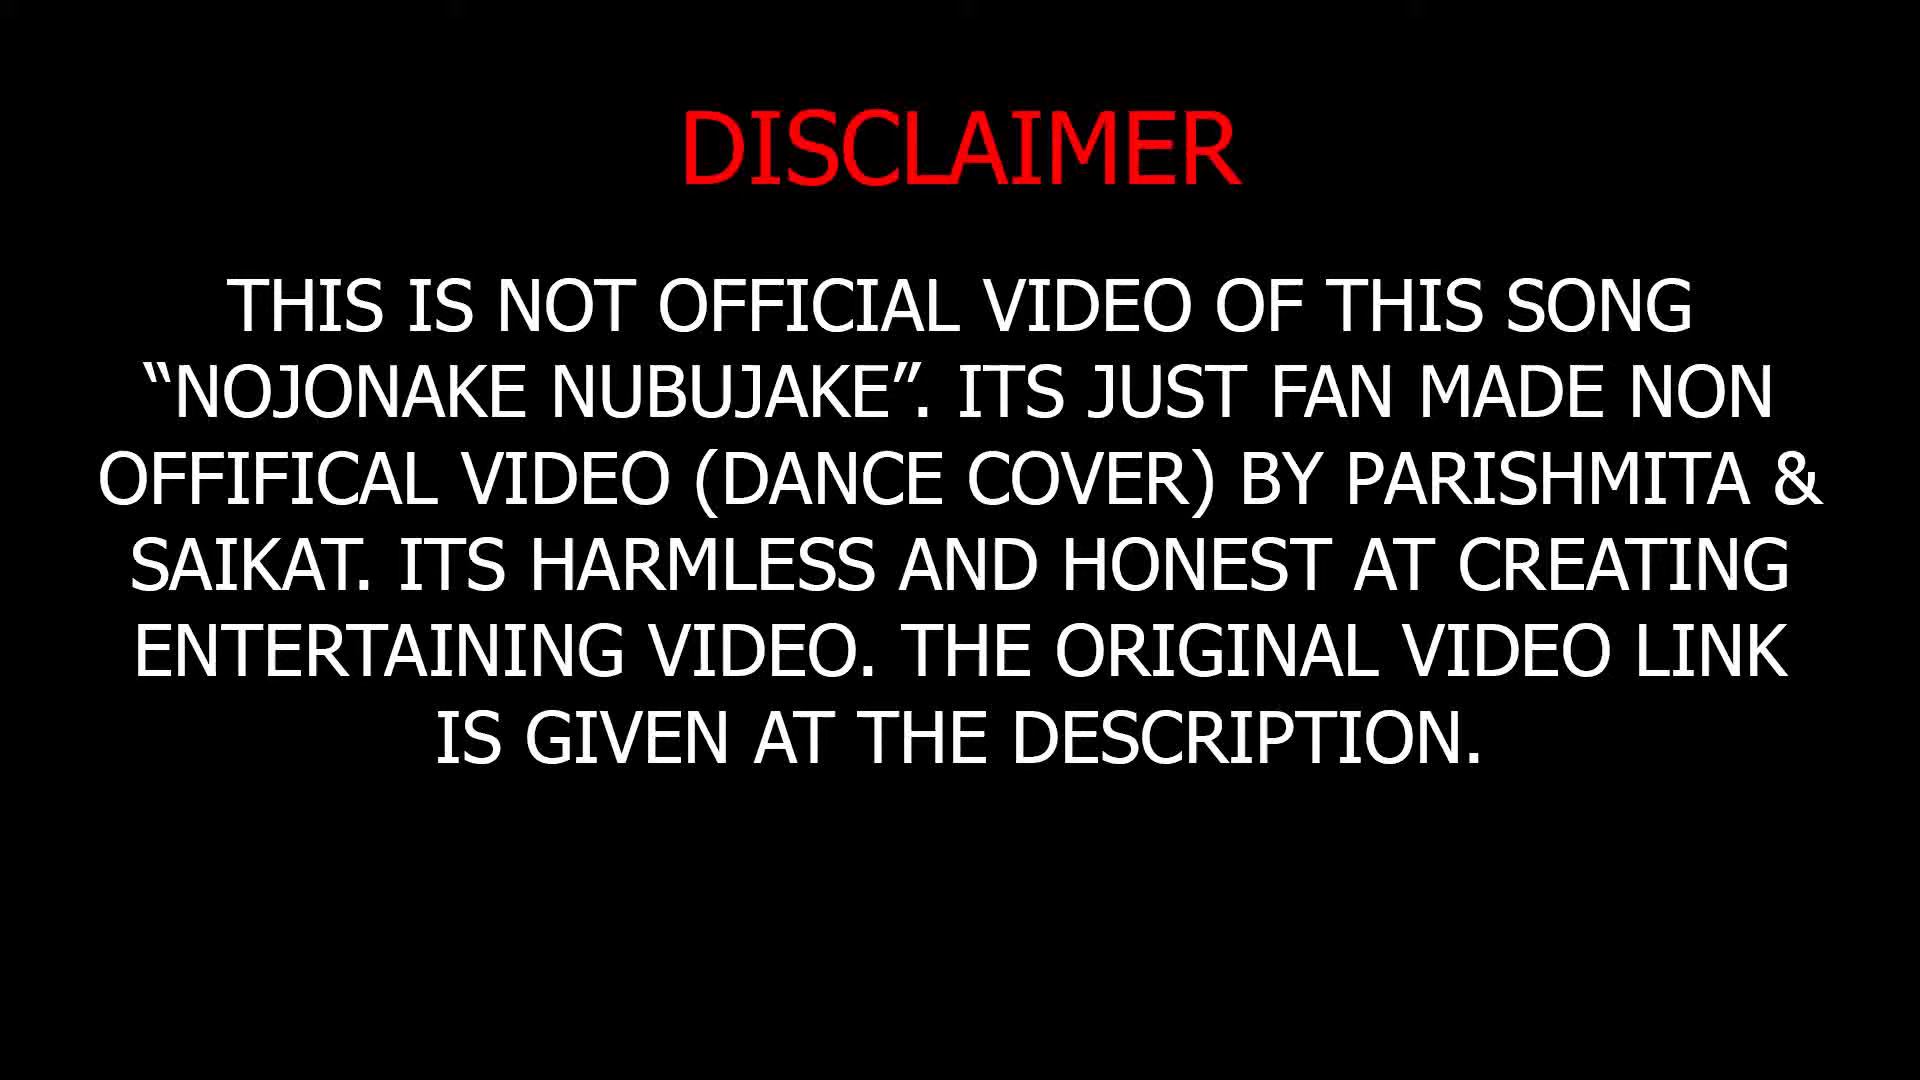 DISCLAIMER
THIS IS NOT OFFICIAL VIDEO OF THIS SONG
“NOJONAKE NUBUJAKE”. ITS JUST FAN MADE NON
OFFIFICAL VIDEO (DANCE COVER) BY PARISHMITA &
SAIKAT. ITS HARMLESS AND HONEST AT CREATING
ENTERTAINING VIDEO. THE ORIGINAL VIDEO LINK
IS GIVEN AT THE DESCRIPTION.